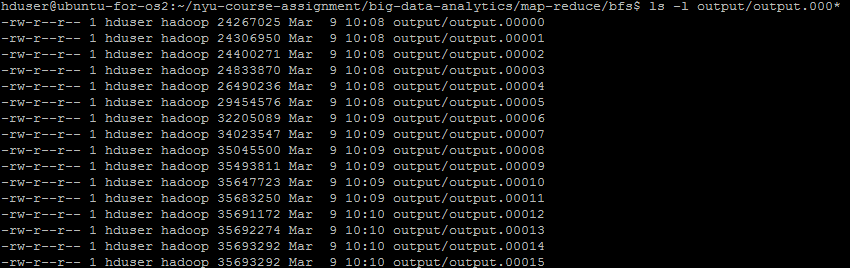 hduser@ubuntu-for-os2:~/nyu-course-assignment/big-data-analytics/map-reduce/bfs$ ls -l output/output.000*
-rw-r--r-- 1 hduser hadoop 24267025 Mar  9 10:08 output/output.00000
-rw-r--r-- 1 hduser hadoop 24306950 Mar  9 10:08 output/output.00001
-rw-r--r-- 1 hduser hadoop 24400271 Mar  9 10:08 output/output.00002
-rw-r--r-- 1 hduser hadoop 24833870 Mar  9 10:08 output/output.00003
-rw-r--r-- 1 hduser hadoop 26490236 Mar  9 10:08 output/output.00004
-rw-r--r-- 1 hduser hadoop 29454576 Mar  9 10:08 output/output.00005
-rw-r--r-- 1 hduser hadoop 32205089 Mar  9 10:09 output/output.00006
-rw-r--r-- 1 hduser hadoop 34023547 Mar  9 10:09 output/output.00007
-rw-r--r-- 1 hduser hadoop 35045500 Mar  9 10:09 output/output.00008
-rw-r--r-- 1 hduser hadoop 35493811 Mar  9 10:09 output/output.00009
-rw-r--r-- 1 hduser hadoop 35647723 Mar  9 10:09 output/output.00010
-rw-r--r-- 1 hduser hadoop 35683250 Mar  9 10:09 output/output.00011
-rw-r--r-- 1 hduser hadoop 35691172 Mar  9 10:10 output/output.00012
-rw-r--r-- 1 hduser hadoop 35692274 Mar  9 10:10 output/output.00013
-rw-r--r-- 1 hduser hadoop 35693292 Mar  9 10:10 output/output.00014
-rw-r--r-- 1 hduser hadoop 35693292 Mar  9 10:10 output/output.00015